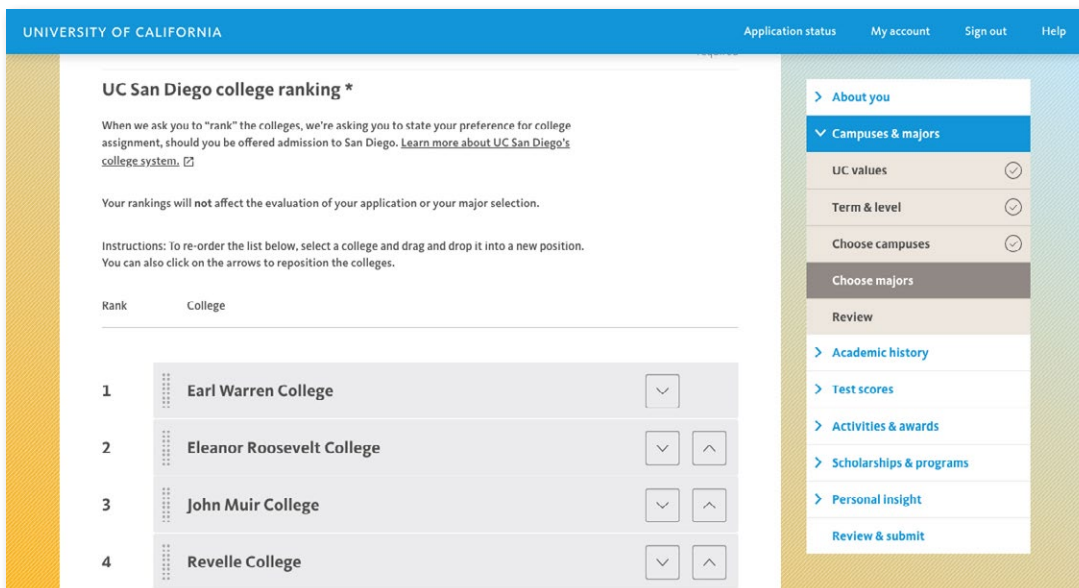 UNIVERSITY OF CALIFORNIA
Application status My account Sign out Help
UC San Diego college ranking *
When we ask you to “rank” the colleges, we're asking you to state your preference for college
assignment, should you be offered admission to San Diego. Learn more about UC San Diego's
college system.
Your rankings will not affect the evaluation of your application or your major selection.
Instructions: To re-order the list below, select a college and drag and drop it into a new position.
You can also click on the arrows to reposition the colleges.
Rank College
1 Earl Warren College
2 Eleanor Roosevelt College
3 John Muir College
4 Revelle College
About you
Campuses & majors
UC values
Term & level
Choose campuses
Choose majors
Review
Academic history
Test scores
Activities & awards
Scholarships & programs
Personal insight
Review & submit